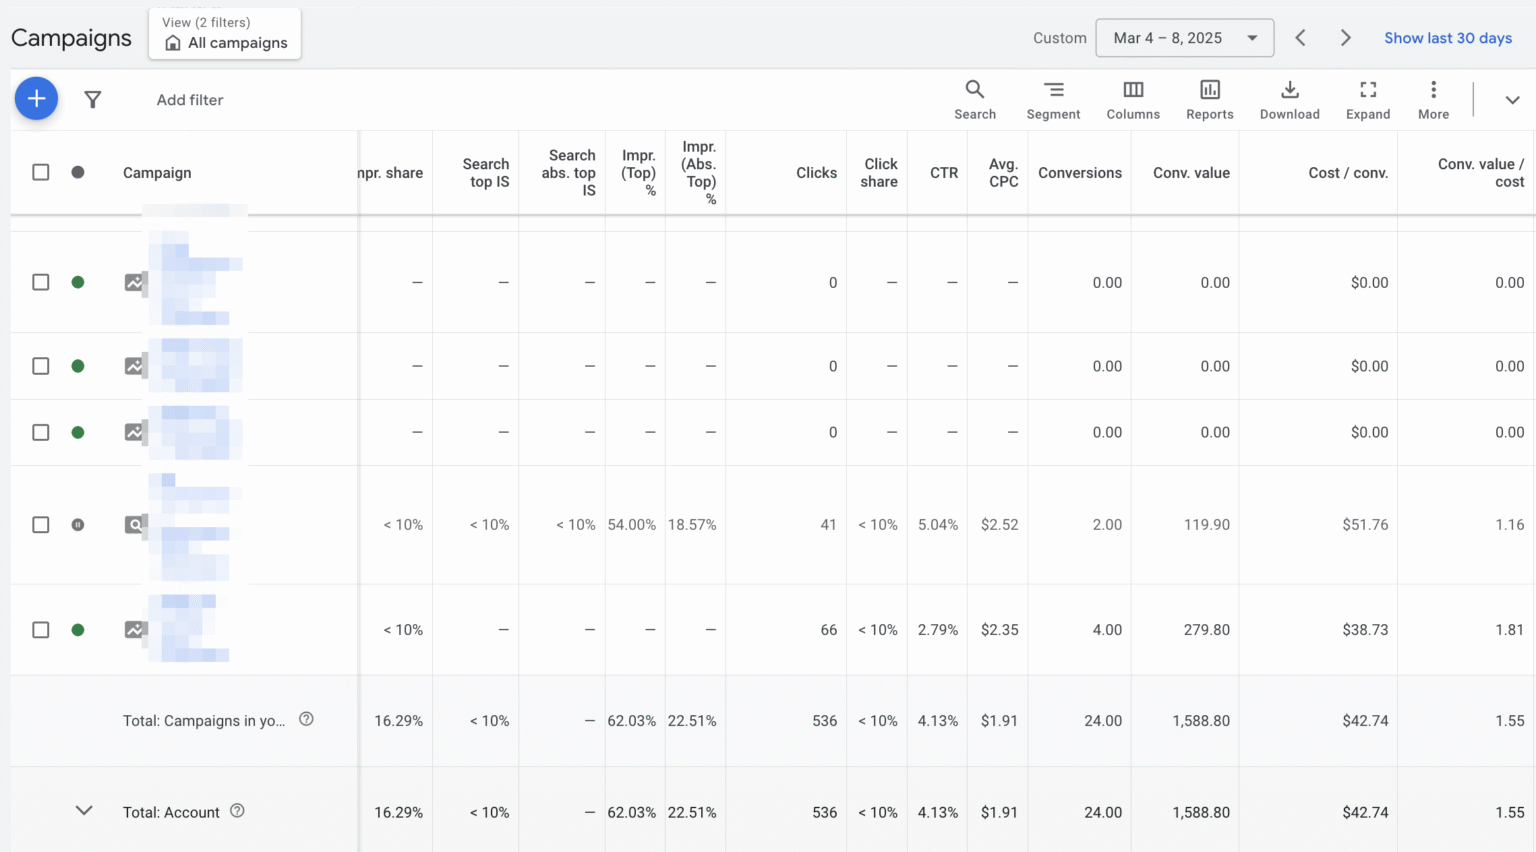 Campaigns
View (2 filters)
All campaigns
Custom
Mar 4 – 8, 2025
Show last 30 days
Add filter
Search
Segment
Columns
Reports
Download
Expand
More
Campaign
mpr. share
Search top IS
Search abs. top IS
Impr. (Top) %
Impr. (Abs. Top) %
Clicks
Click share
CTR
Avg. CPC
Conversions
Conv. value
Cost / conv.
Conv. value / cost
— — — — — 0 — — — 0.00 0.00 $0.00 0.00
— — — — — 0 — — — 0.00 0.00 $0.00 0.00
— — — — — 0 — — — 0.00 0.00 $0.00 0.00
< 10% < 10% < 10% 54.00% 18.57% 41 < 10% 5.04% $2.52 2.00 119.90 $51.76 1.16
< 10% — — — — 66 < 10% 2.79% $2.35 4.00 279.80 $38.73 1.81
Total: Campaigns in yo... 16.29% < 10% — 62.03% 22.51% 536 < 10% 4.13% $1.91 24.00 1,588.80 $42.74 1.55
Total: Account 16.29% < 10% — 62.03% 22.51% 536 < 10% 4.13% $1.91 24.00 1,588.80 $42.74 1.55